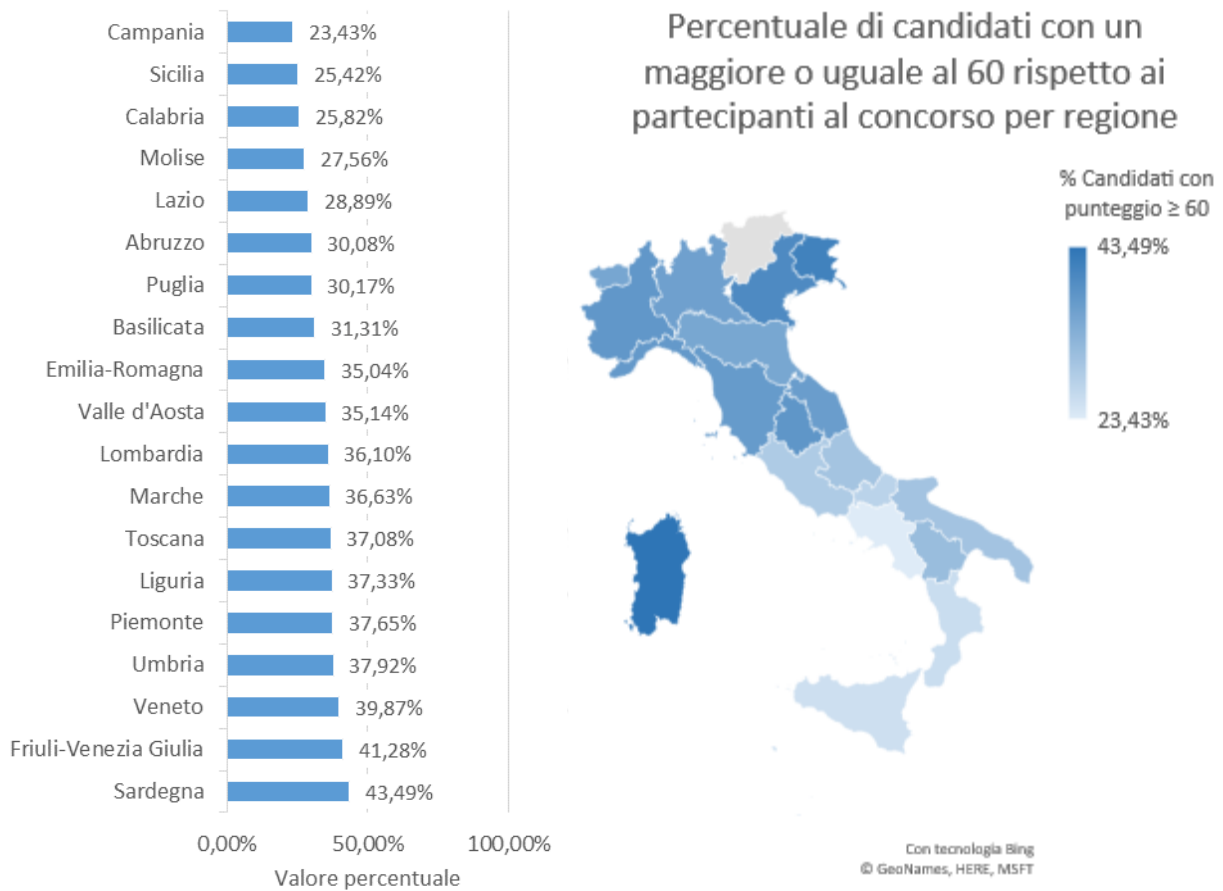 Campania 23,43%
Sicilia 25,42%
Calabria 25,82%
Molise 27,56%
Lazio 28,89%
Abruzzo 30,08%
Puglia 30,17%
Basilicata 31,31%
Emilia-Romagna 35,04%
Valle d'Aosta 35,14%
Lombardia 36,10%
Marche 36,63%
Toscana 37,08%
Liguria 37,33%
Piemonte 37,65%
Umbria 37,92%
Veneto 39,87%
Friuli-Venezia Giulia 41,28%
Sardegna 43,49%
0,00% 50,00% 100,00%
Valore percentuale
Percentuale di candidati con un
maggiore o uguale al 60 rispetto ai
partecipanti al concorso per regione
% Candidati con
punteggio ≥ 60
43,49%
23,43%
Con tecnologia Bing
© GeoNames, HERE, MSFT